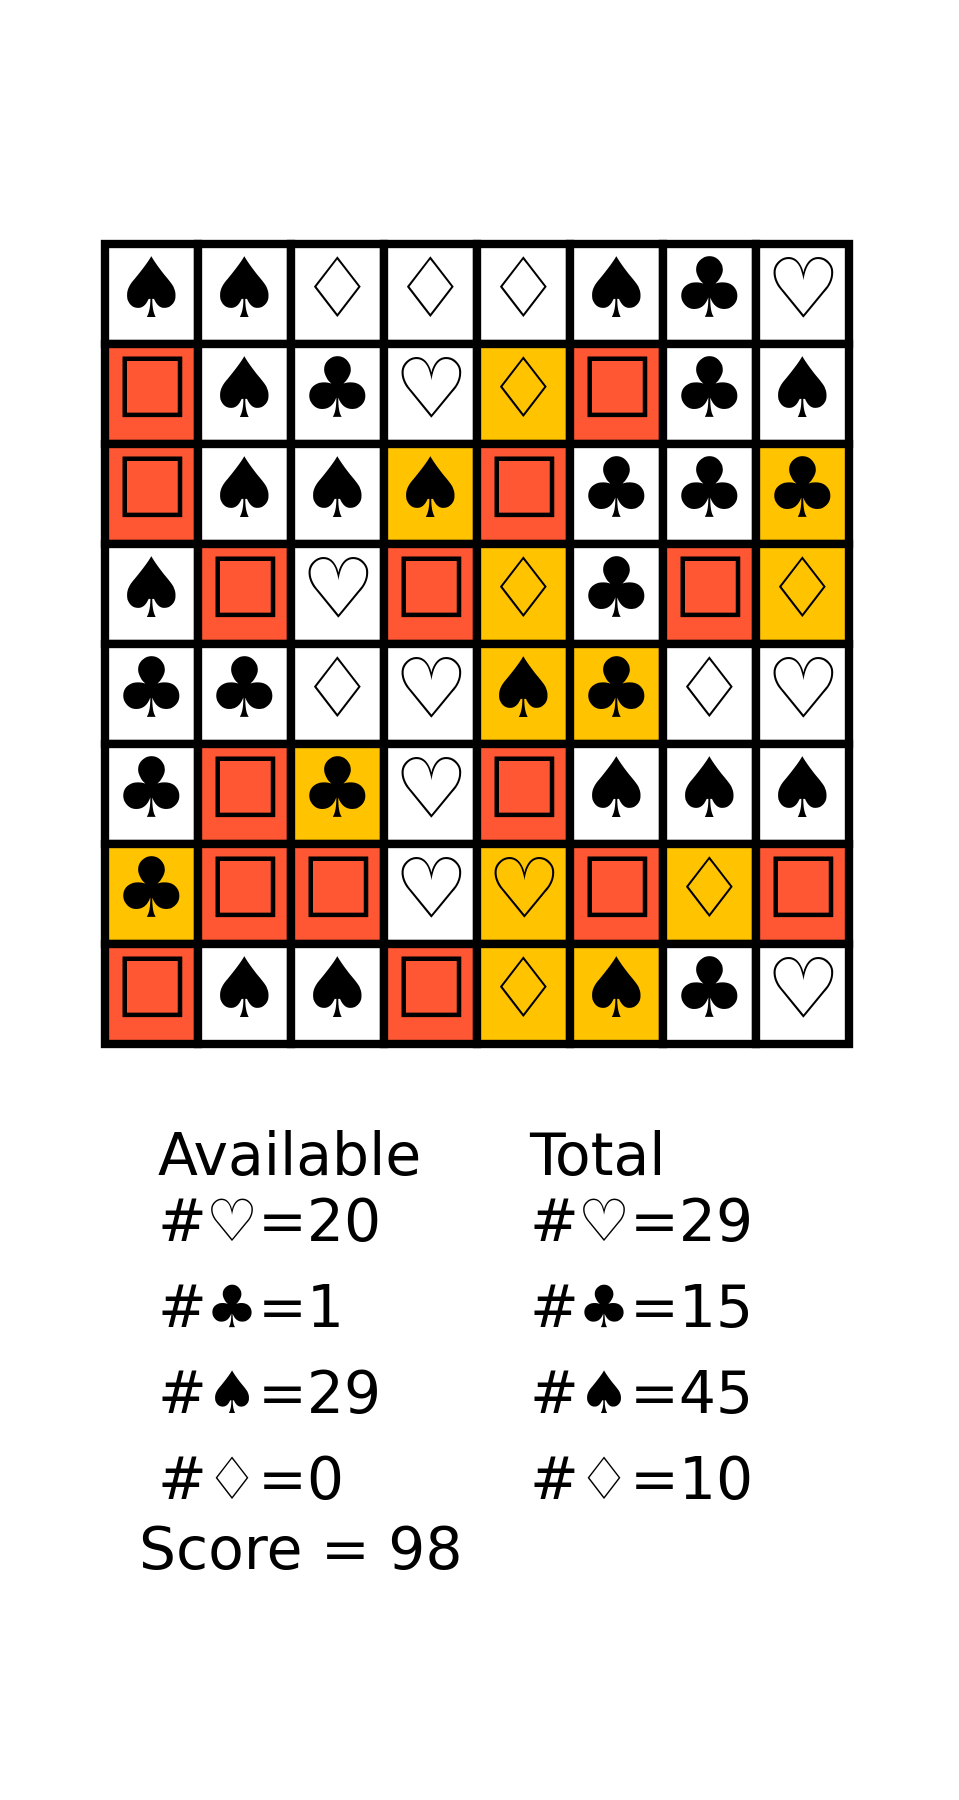 ♠ ♠ ♢ ♢ ♢ ♠ ♣ ♡
□ ♠ ♣ ♡ ♢ □ ♣ ♠
□ ♠ ♠ ♠ □ ♣ ♣ ♣
♠ □ ♡ □ ♢ ♣ □ ♢
♣ ♣ ♢ ♡ ♠ ♣ ♢ ♡
♣ □ ♣ ♡ □ ♠ ♠ ♠
♣ □ □ ♡ ♡ □ ♢ □
□ ♠ ♠ □ ♢ ♠ ♣ ♡
Available Total
#♡=20 #♡=29
#♣=1 #♣=15
#♠=29 #♠=45
#♢=0 #♢=10
Score = 98